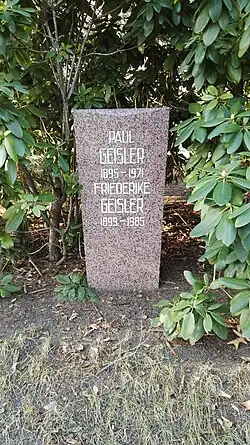 PAUL
GEISLER
1895–1971
FRIEDERIKE
GEISLER
1899–1985